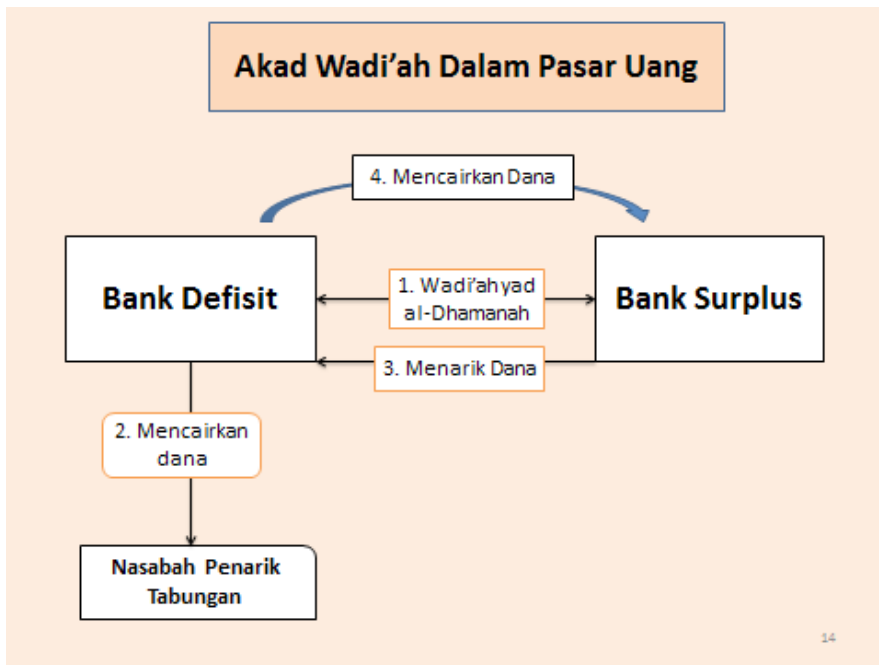 Akad Wadi’ah Dalam Pasar Uang
4. Mencairkan Dana
Bank Defisit
1. Wadi’ahyad
al-Dhamanah
Bank Surplus
3. Menarik Dana
2. Mencairkan
dana
Nasabah Penarik
Tabungan
14